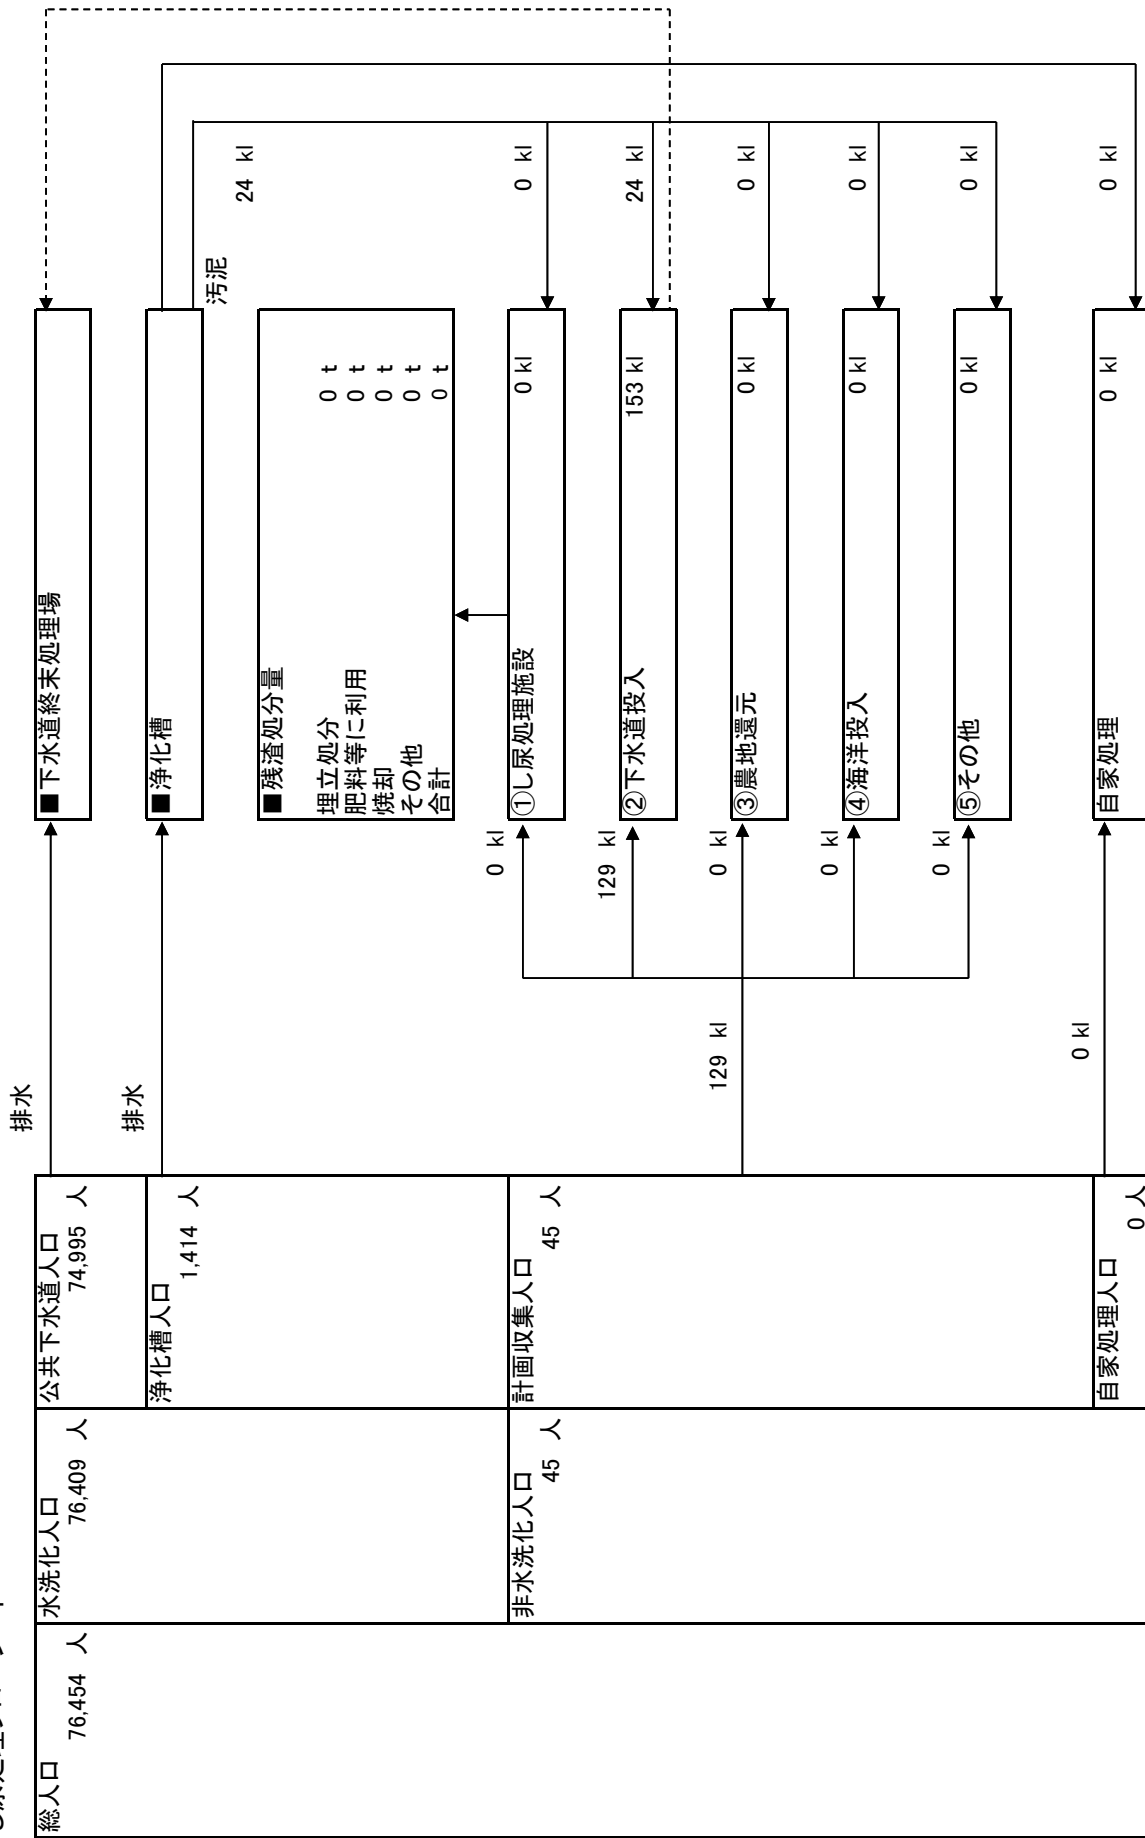 総人口
76,454 人
水洗化人口
76,409 人
公共下水道人口
74,995 人
排水
■下水道終末処理場
浄化槽人口
1,414 人
排水
■浄化槽
汚泥
24 kl
■残渣処分量
埋立処分 0 t
肥料等に利用 0 t
焼却 0 t
その他 0 t
合計 0 t
非水洗化人口
45 人
計画収集人口
45 人
129 kl
0 kl
①し尿処理施設 0 kl
0 kl
129 kl
②下水道投入 153 kl
24 kl
0 kl
③農地還元 0 kl
0 kl
0 kl
④海洋投入 0 kl
0 kl
0 kl
⑤その他 0 kl
0 kl
自家処理人口
0 人
0 kl
自家処理 0 kl
0 kl